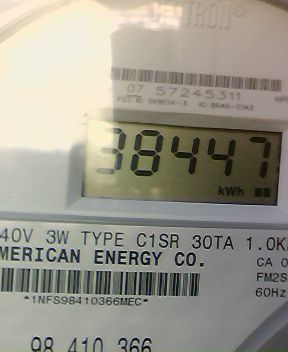 CENTRON®
07 57245311
38447
kWh
40V 3W TYPE C1SR 30TA 1.0K
MERICAN ENERGY CO.
CA 0
FM2S
60Hz
*1NFS98410366MEC*
98 410 366